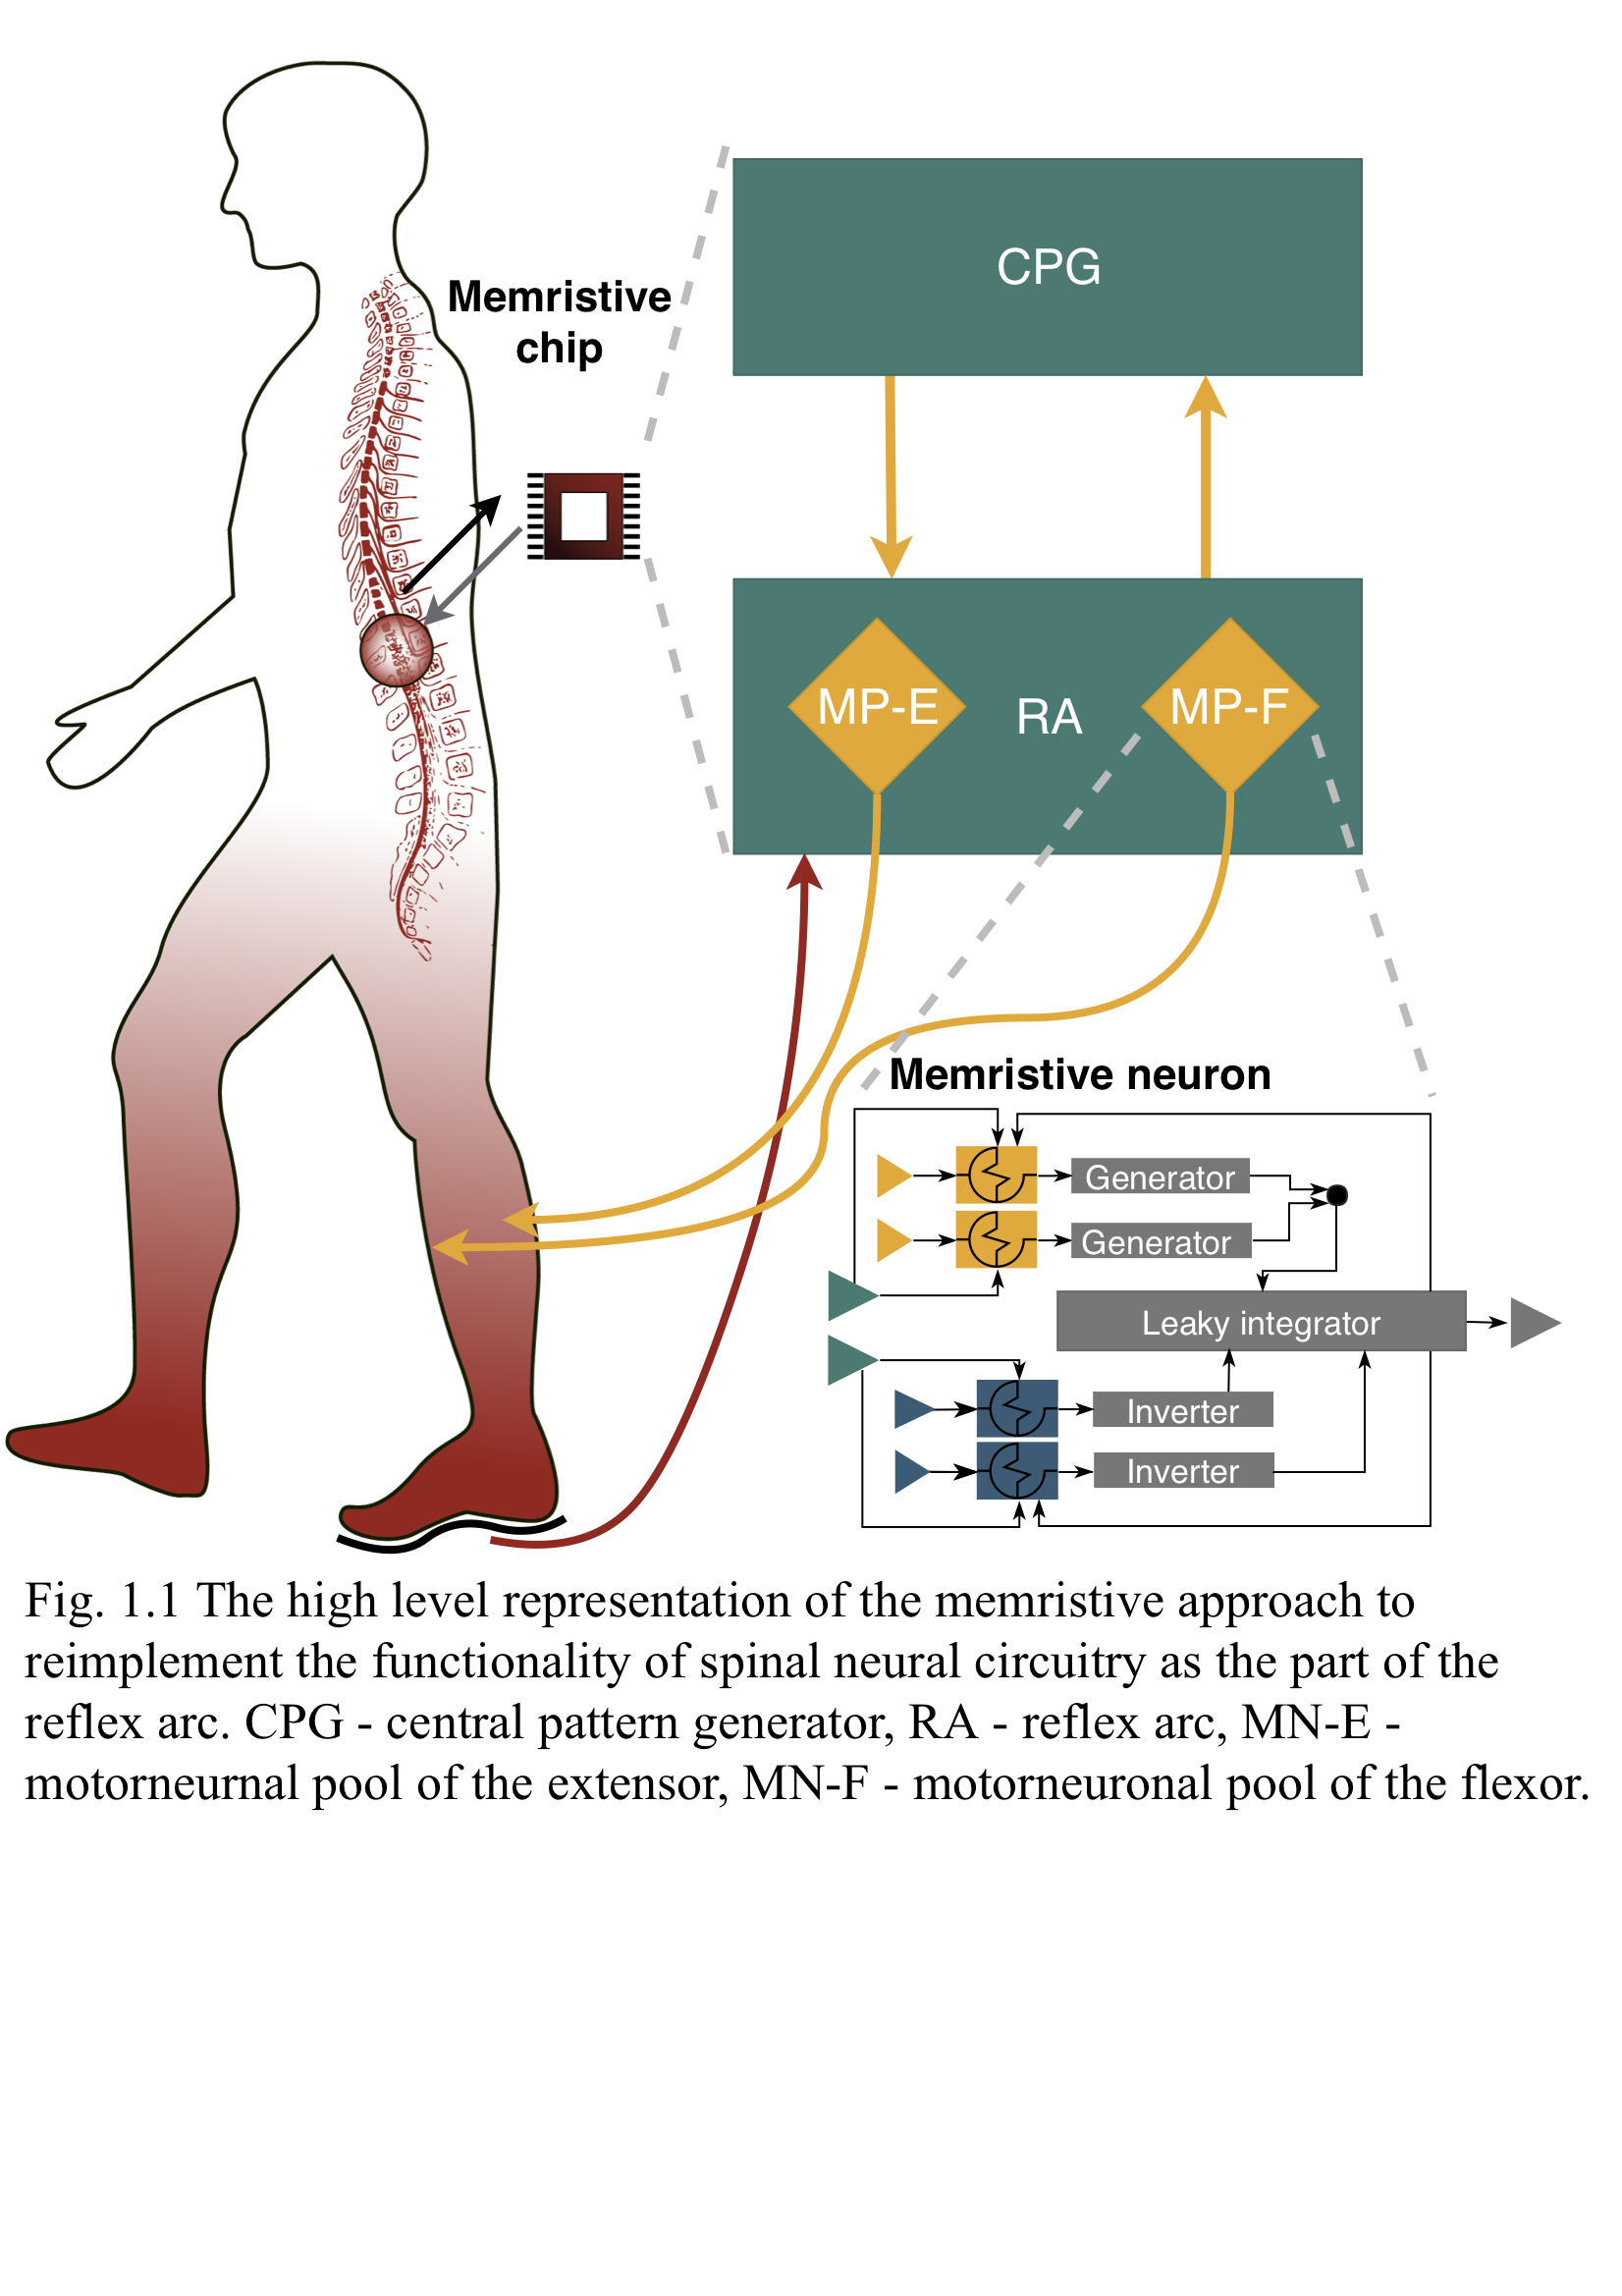 Memristive
chip
CPG
MP-E
RA
MP-F
Memristive neuron
Generator
Generator
Leaky integrator
Inverter
Inverter
Fig. 1.1 The high level representation of the memristive approach to
reimplement the functionality of spinal neural circuitry as the part of the
reflex arc. CPG - central pattern generator, RA - reflex arc, MN-E -
motorneurnal pool of the extensor, MN-F - motorneuronal pool of the flexor.